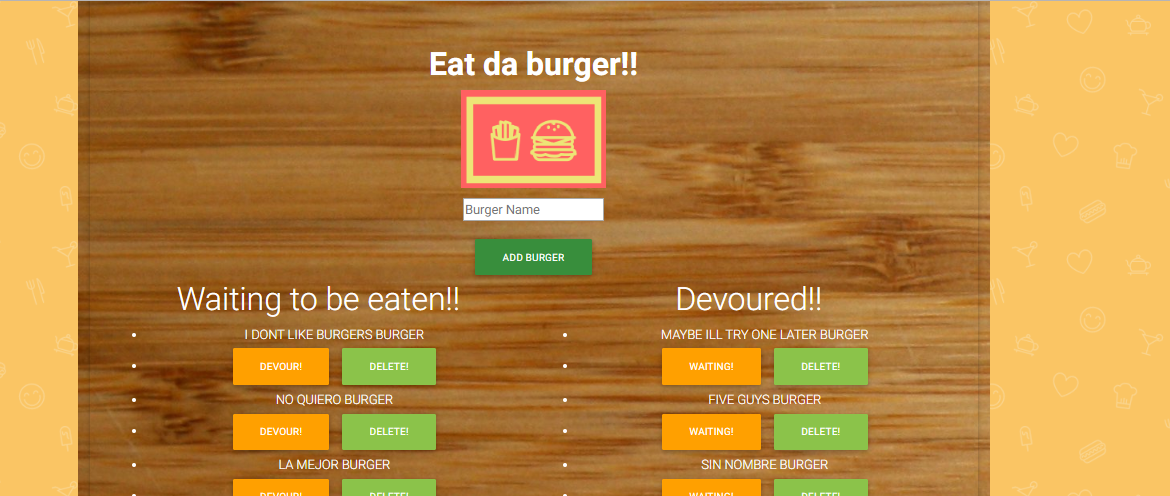 Eat da burger!!
Burger Name
ADD BURGER
Waiting to be eaten!!
I DONT LIKE BURGERS BURGER
DEVOUR! DELETE!
NO QUIERO BURGER
DEVOUR! DELETE!
LA MEJOR BURGER
DEVOUR! DELETE!
Devoured!!
MAYBE ILL TRY ONE LATER BURGER
WAITING! DELETE!
FIVE GUYS BURGER
WAITING! DELETE!
SIN NOMBRE BURGER
WAITING! DELETE!